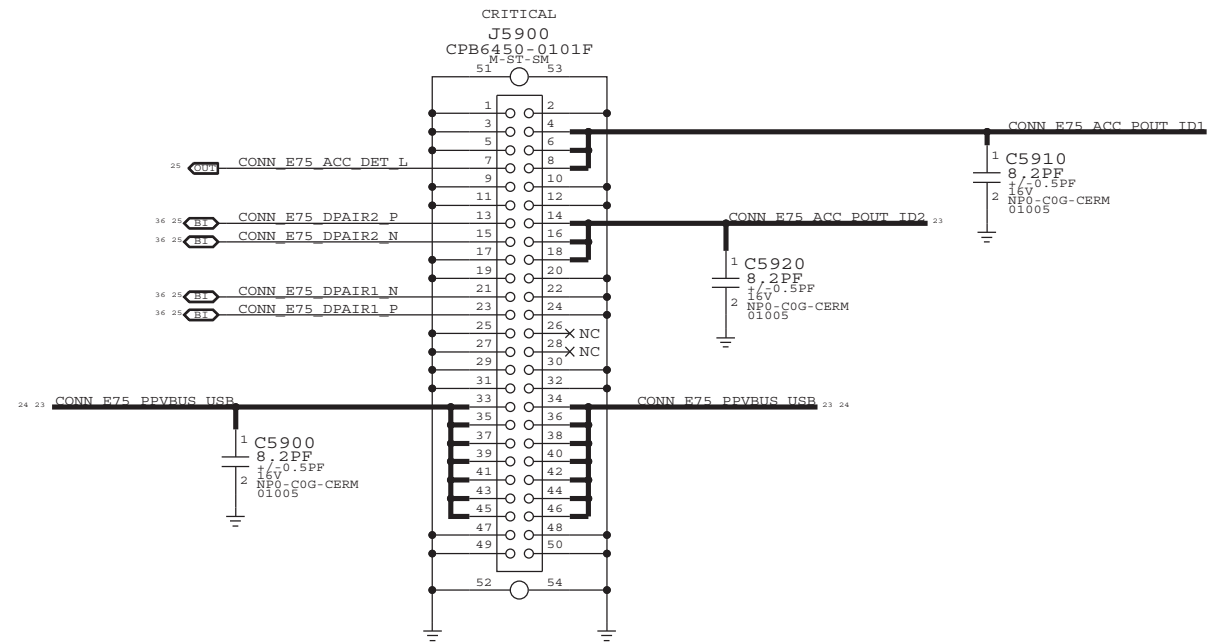 CRITICAL
J5900
CPB6450-0101F
M-ST-SM
51 53
1 2
3 4
CONN_E75_ACC_POUT_ID1
5 6
25 OUT CONN_E75_ACC_DET_L 7 8
1 C5910
8.2PF
+/-0.5PF
16V
2 NP0-C0G-CERM
01005
9 10
11 12
36 25 BI CONN_E75_DPAIR2_P 13 14 CONN_E75_ACC_POUT_ID2 23
36 25 BI CONN_E75_DPAIR2_N 15 16
17 18
1 C5920
8.2PF
+/-0.5PF
16V
2 NP0-C0G-CERM
01005
19 20
36 25 BI CONN_E75_DPAIR1_N 21 22
36 25 BI CONN_E75_DPAIR1_P 23 24
25 26 NC
27 28 NC
29 30
31 32
24 23 CONN_E75_PPVBUS_USB 33 34 CONN_E75_PPVBUS_USB 23 24
35 36
1 C5900
8.2PF
+/-0.5PF
16V
2 NP0-C0G-CERM
01005
37 38
39 40
41 42
43 44
45 46
47 48
49 50
52 54